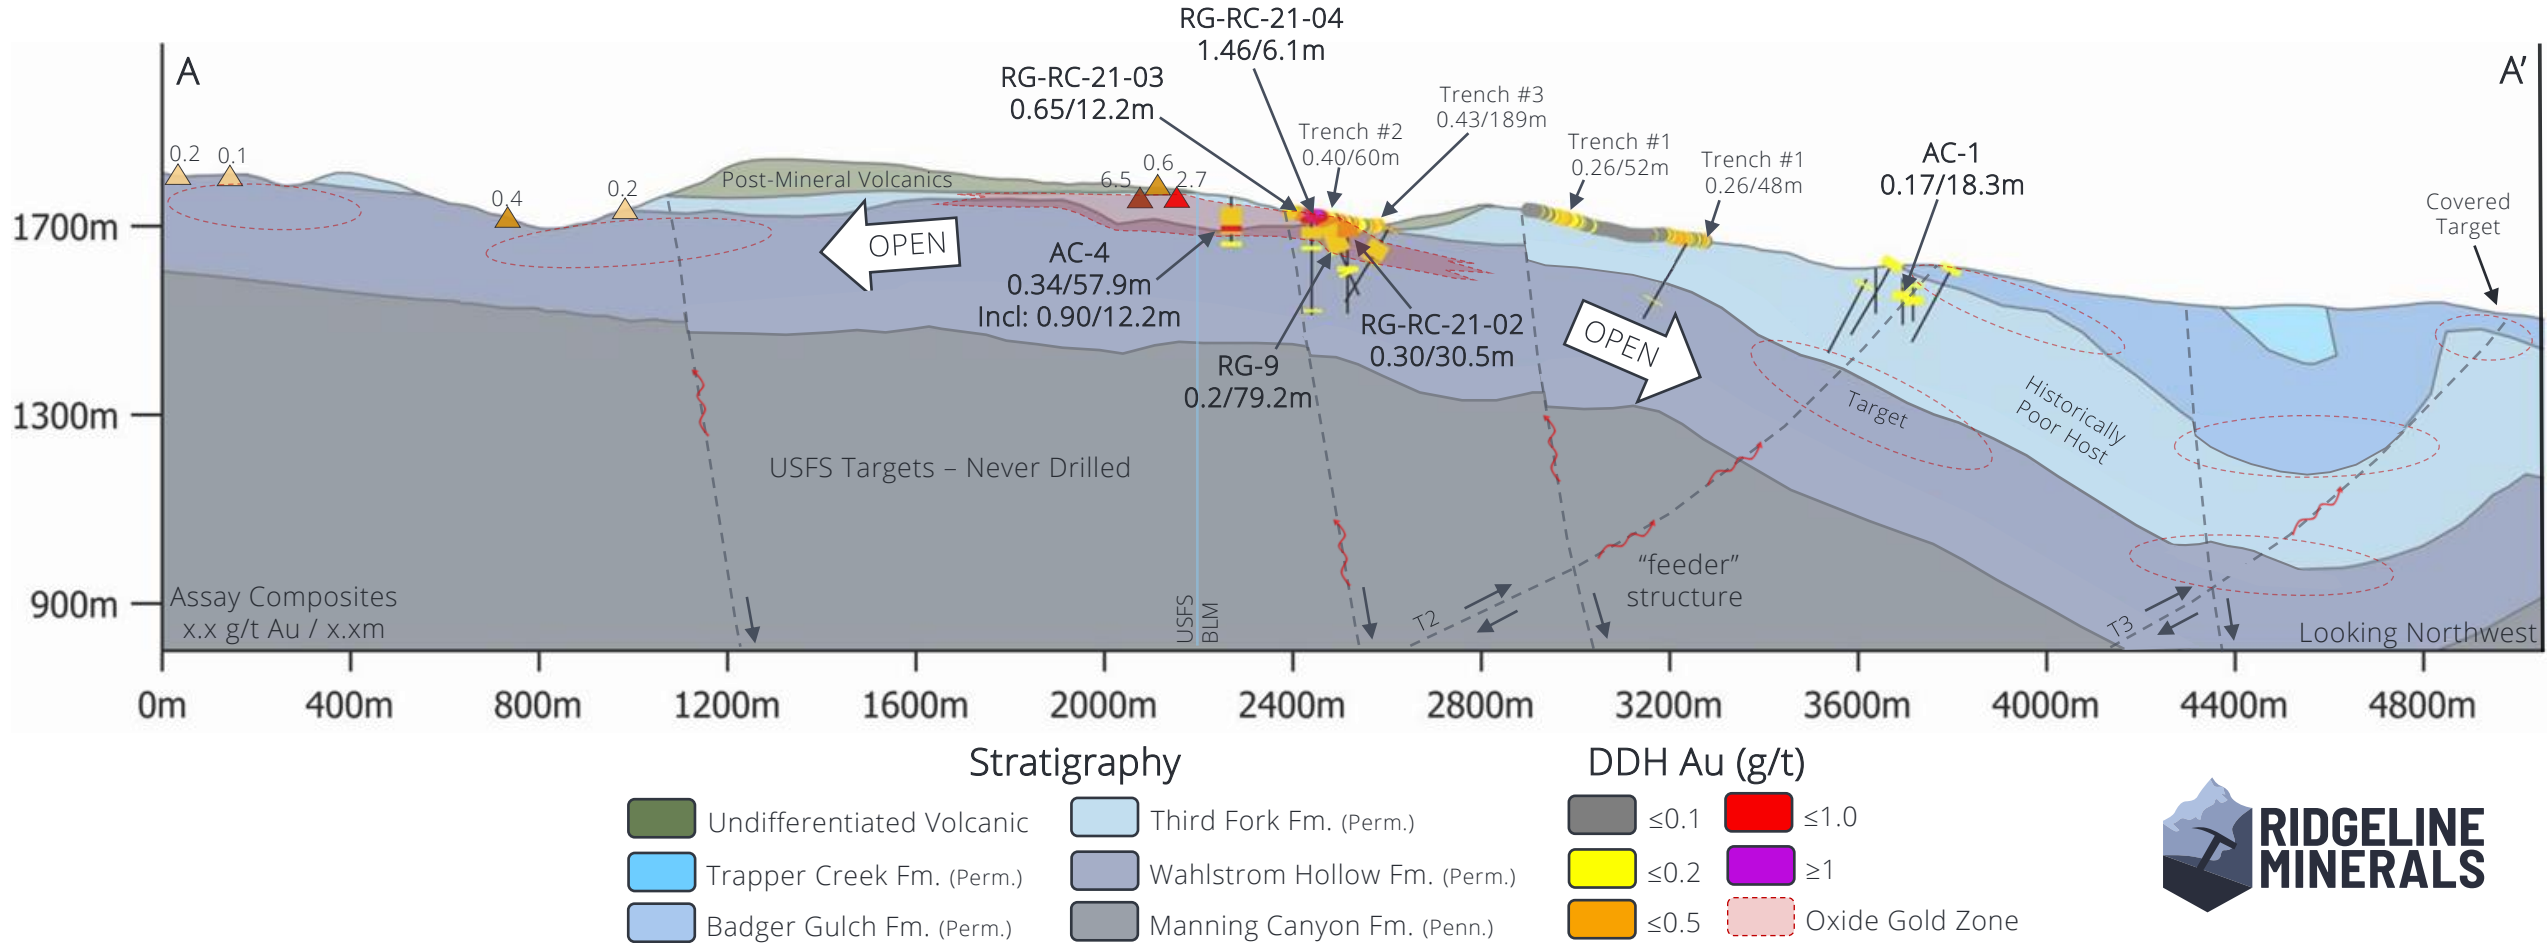 RG-RC-21-04
1.46/6.1m
A
A'
RG-RC-21-03
0.65/12.2m
Trench #3
0.43/189m
Trench #2
0.40/60m
Trench #1
0.26/52m
Trench #1
0.26/48m
AC-1
0.17/18.3m
Covered
Target
0.2
0.1
0.4
0.2
Post-Mineral Volcanics
6.5
0.6
2.7
1700m
1300m
900m
OPEN
AC-4
0.34/57.9m
Incl: 0.90/12.2m
RG-9
0.2/79.2m
RG-RC-21-02
0.30/30.5m
OPEN
Target
Historically
Poor Host
USFS Targets – Never Drilled
"feeder"
structure
Assay Composites
x.x g/t Au / x.xm
USFS
BLM
T2
T3
Looking Northwest
0m
400m
800m
1200m
1600m
2000m
2400m
2800m
3200m
3600m
4000m
4400m
4800m
Stratigraphy
Undifferentiated Volcanic
Trapper Creek Fm. (Perm.)
Badger Gulch Fm. (Perm.)
Third Fork Fm. (Perm.)
Wahlstrom Hollow Fm. (Perm.)
Manning Canyon Fm. (Penn.)
DDH Au (g/t)
≤0.1
≤0.2
≤0.5
≤1.0
≥1
Oxide Gold Zone
RIDGELINE
MINERALS